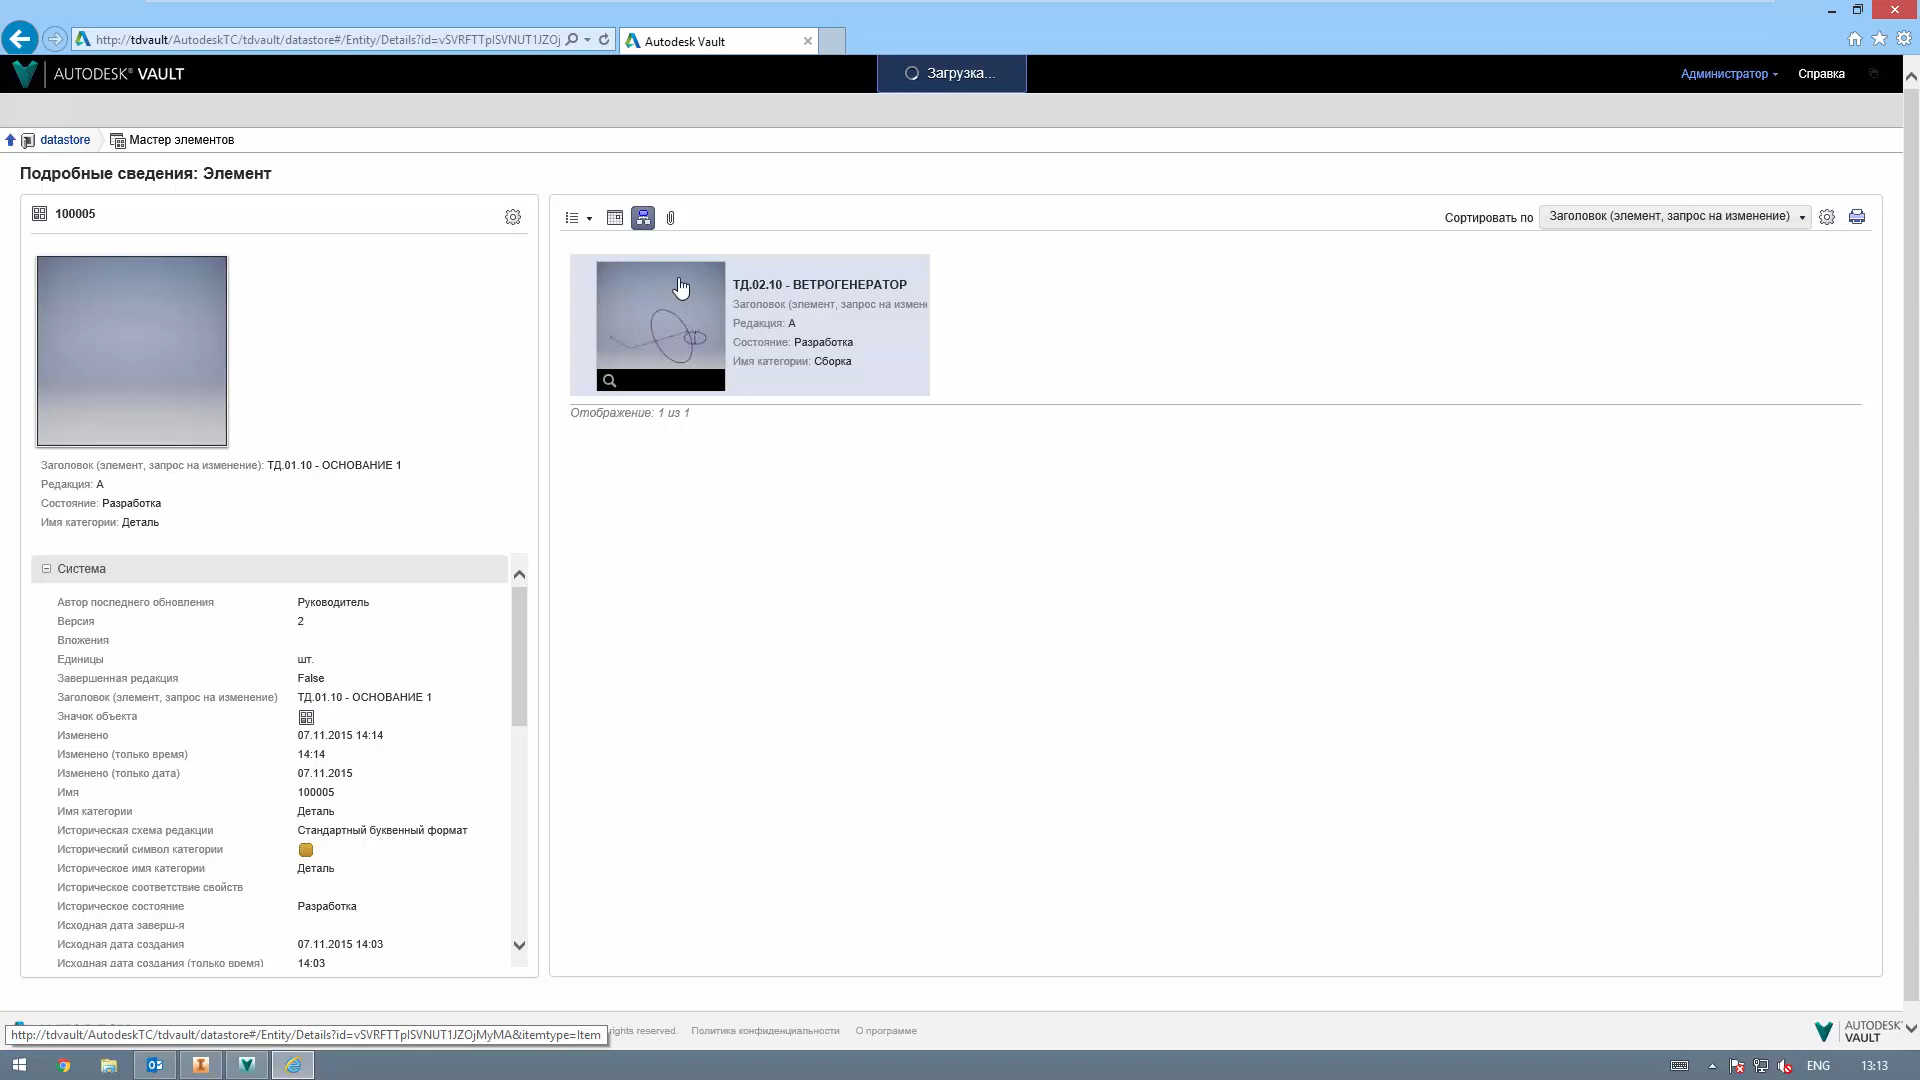 http://tdvault/AutodeskTC/tdvault/datastore#/Entity/Details?id=vSVRFTTplSVNUT1JZOj
Autodesk Vault
AUTODESK® VAULT
Загрузка...
Администратор
Справка
datastore
Мастер элементов
Подробные сведения: Элемент
100005
Сортировать по
Заголовок (элемент, запрос на изменение)
ТД.02.10 - ВЕТРОГЕНЕРАТОР
Заголовок (элемент, запрос на измен
Редакция: A
Состояние: Разработка
Имя категории: Сборка
Отображение: 1 из 1
Заголовок (элемент, запрос на изменение): ТД.01.10 - ОСНОВАНИЕ 1
Редакция: A
Состояние: Разработка
Имя категории: Деталь
Система
Автор последнего обновления Руководитель
Версия 2
Вложения
Единицы шт.
Завершенная редакция False
Заголовок (элемент, запрос на изменение) ТД.01.10 - ОСНОВАНИЕ 1
Значок объекта
Изменено 07.11.2015 14:14
Изменено (только время) 14:14
Изменено (только дата) 07.11.2015
Имя 100005
Имя категории Деталь
Историческая схема редакции Стандартный буквенный формат
Исторический символ категории
Историческое имя категории Деталь
Историческое соответствие свойств
Историческое состояние Разработка
Исходная дата заверш-я
Исходная дата создания 07.11.2015 14:03
Исходная дата создания (только время) 14:03
http://tdvault/AutodeskTC/tdvault/datastore#/Entity/Details?id=vSVRFTTplSVNUT1JZOjMyMA&itemtype=Item
rights reserved.
Политика конфиденциальности
О программе
AUTODESK®
VAULT
ENG
13:13